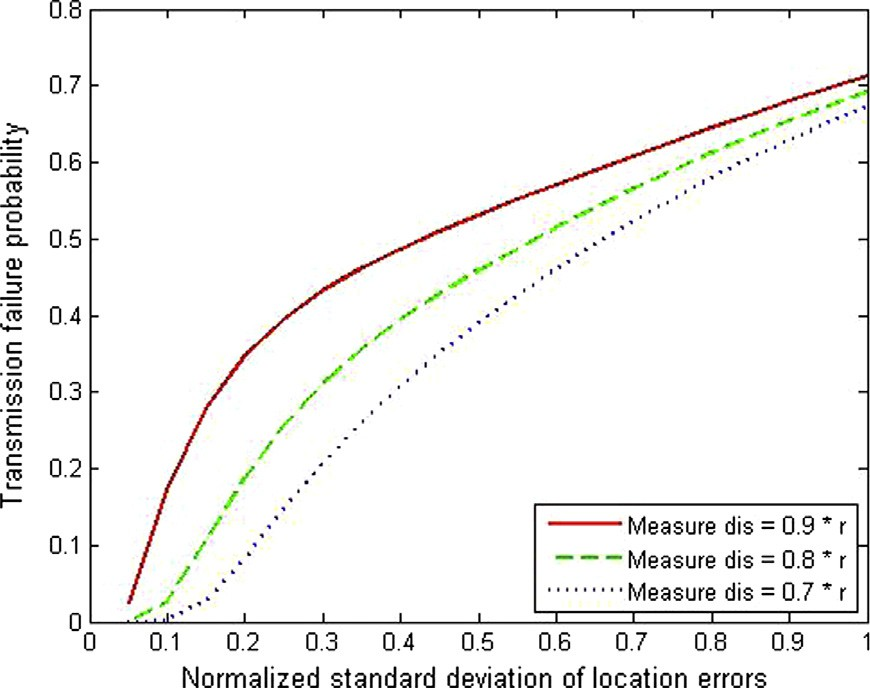 0.8
0.7
0.6
0.5
0.4
0.3
0.2
0.1
0
Transmission failure probability
Measure dis = 0.9 * r
Measure dis = 0.8 * r
Measure dis = 0.7 * r
0 0.1 0.2 0.3 0.4 0.5 0.6 0.7 0.8 0.9 1
Normalized standard deviation of location errors